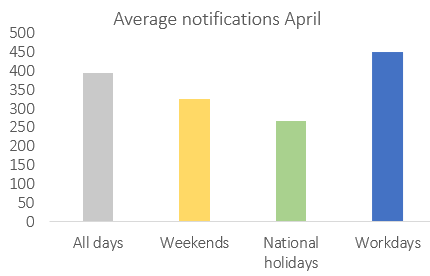 Average notifications April
500
450
400
350
300
250
200
150
100
50
0
All days
Weekends
National
holidays
Workdays